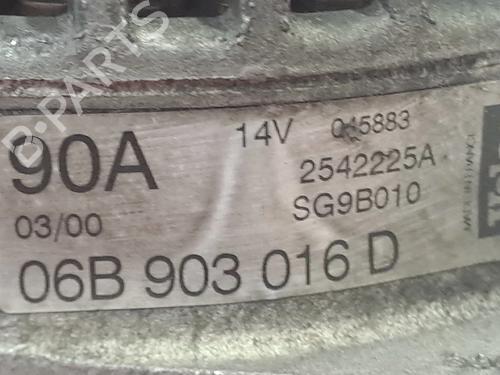 B-PARTS
90A 14V 045883
2542225A
03/00 SG9B010
06B 903 016 D